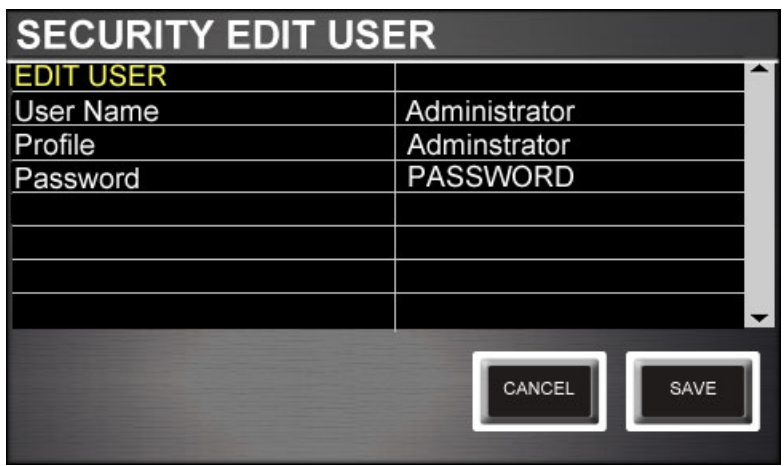 SECURITY EDIT USER
EDIT USER
User Name Administrator
Profile Adminstrator
Password PASSWORD
CANCEL SAVE